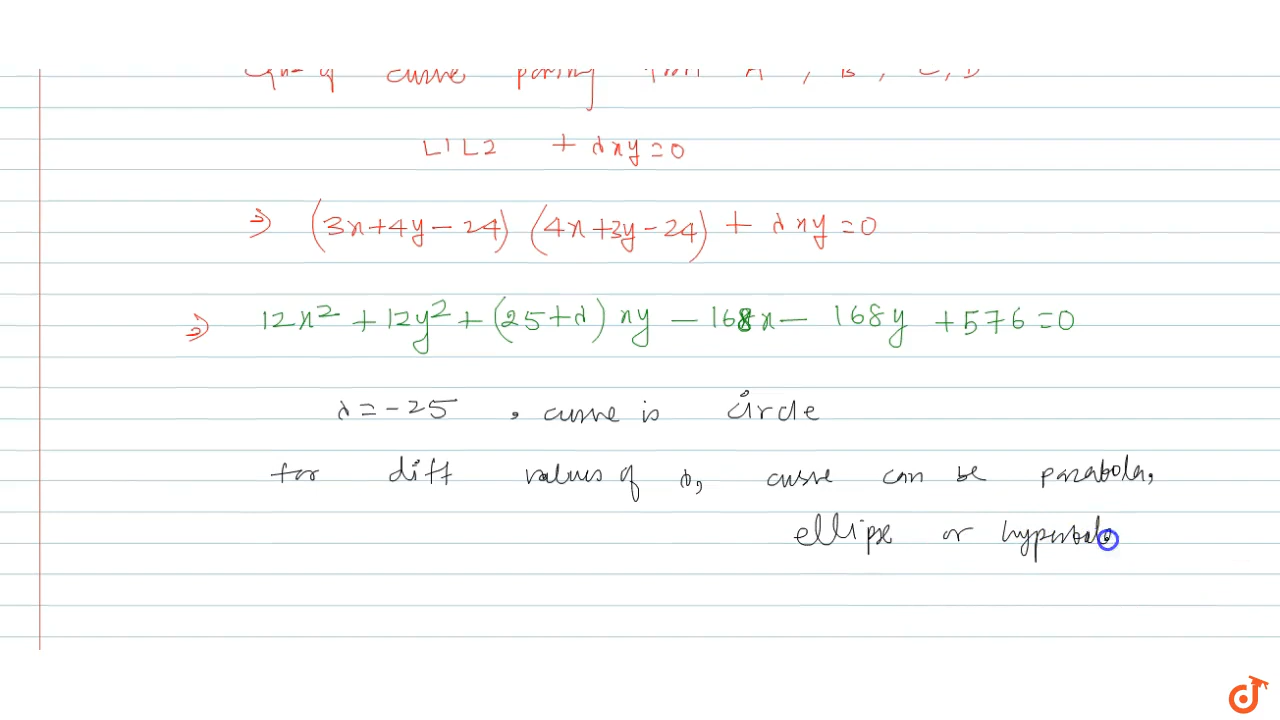 curve
L1L2 + λxy=0
⇒ (3x+4y-24) (4x+3y-24) + λxy=0
⇒ 12x² + 12y² + (25+λ) xy - 168x - 168y + 576=0
λ = -25 , curve is circle
for diff values of λ, curve can be parabola,
ellipse or hyperbola